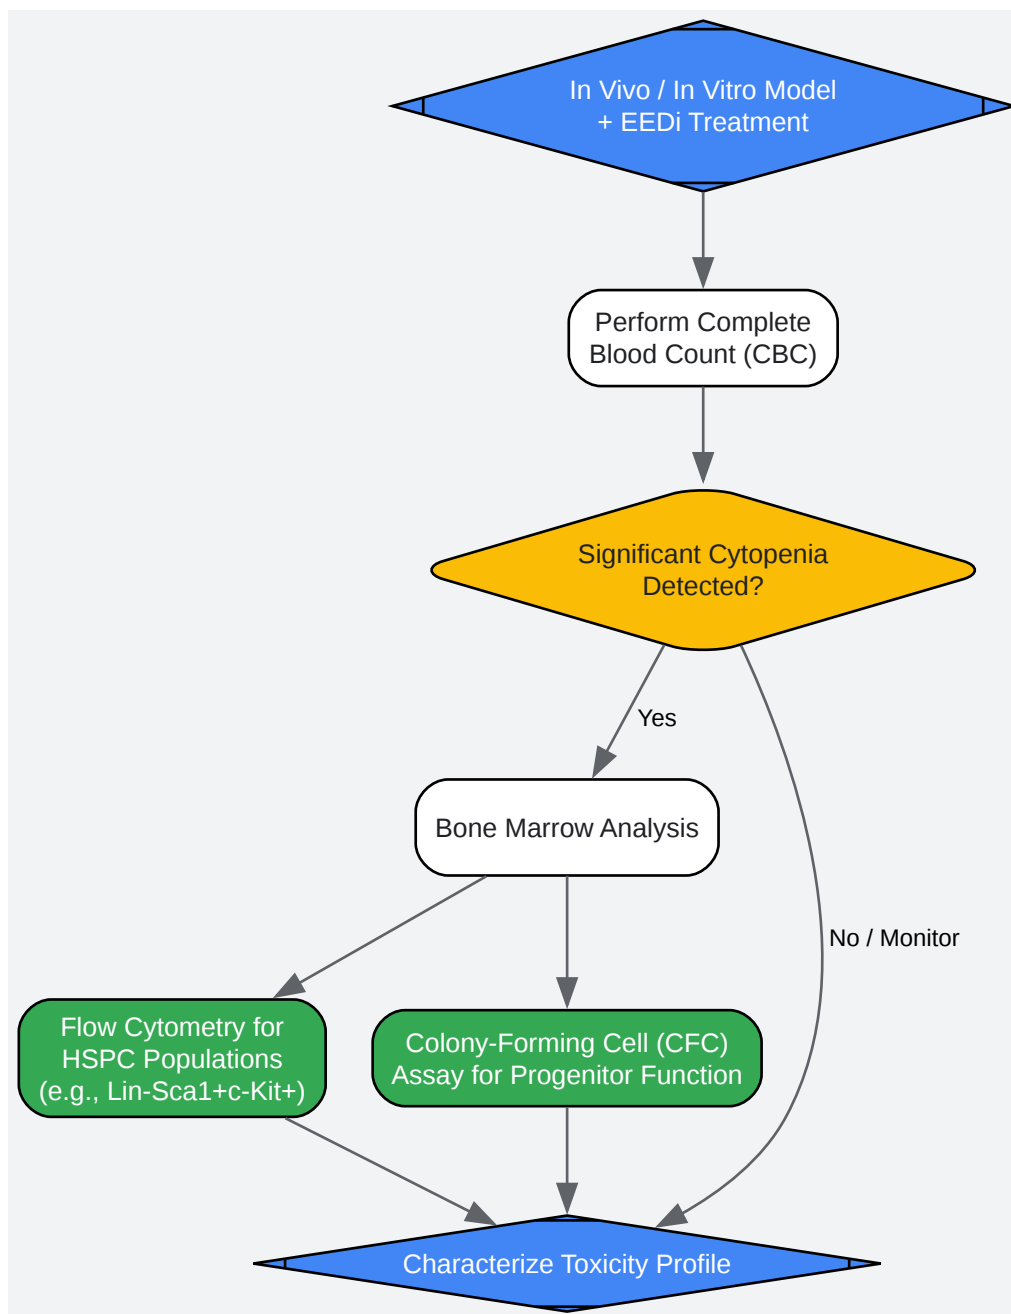 In Vivo / In Vitro Model
+ EEDi Treatment
Perform Complete
Blood Count (CBC)
Significant Cytopenia
Detected?
Yes
Bone Marrow Analysis
No / Monitor
Flow Cytometry for
HSPC Populations
(e.g., Lin-Sca1+c-Kit+)
Colony-Forming Cell (CFC)
Assay for Progenitor Function
Characterize Toxicity Profile